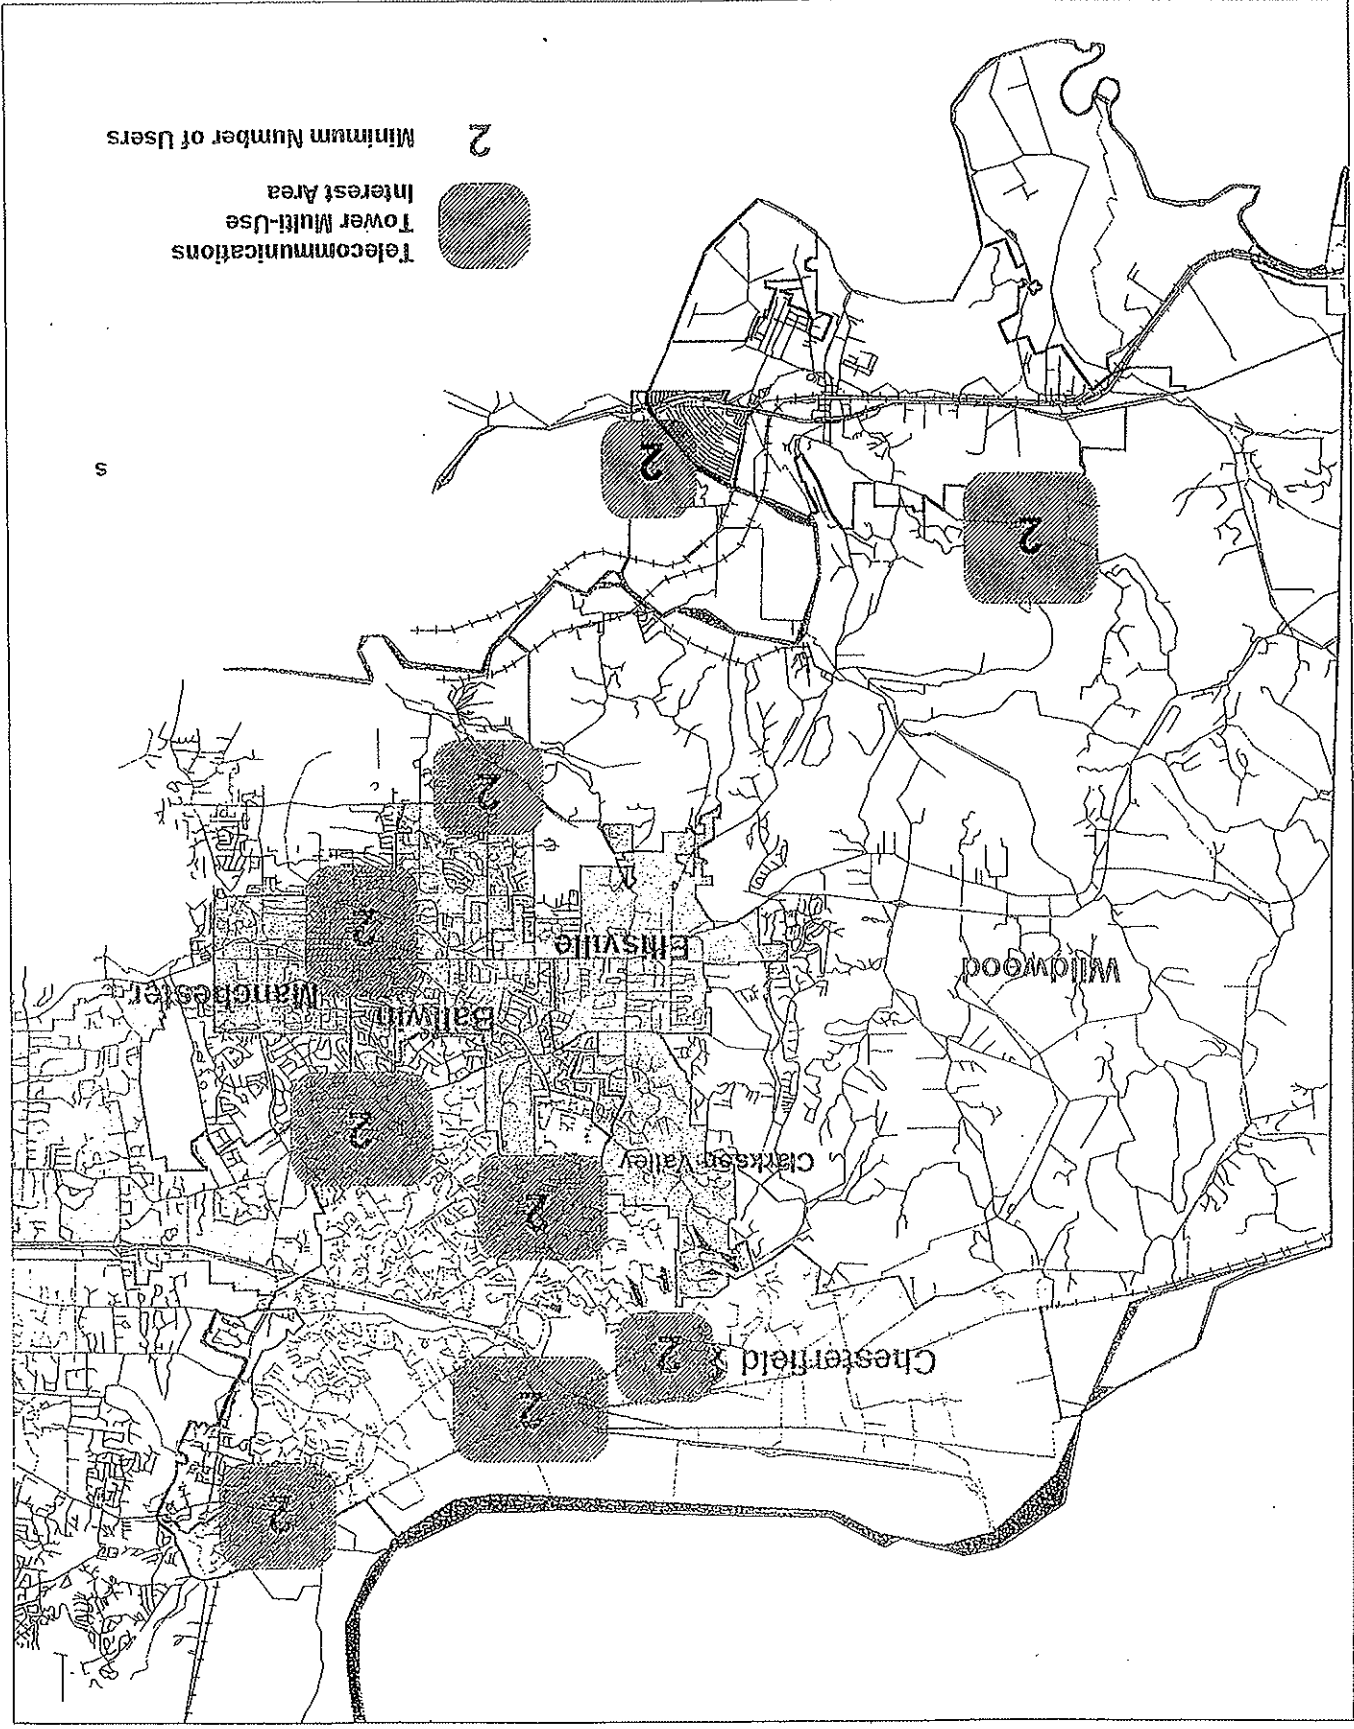 2
2
Chesterfield
2
2
Clarkson Valley
2
Ballwin
Manchester
Wildwood
Ellisville
2
2
2
s
Telecommunications
Tower Multi-Use
Interest Area
2 Minimum Number of Users